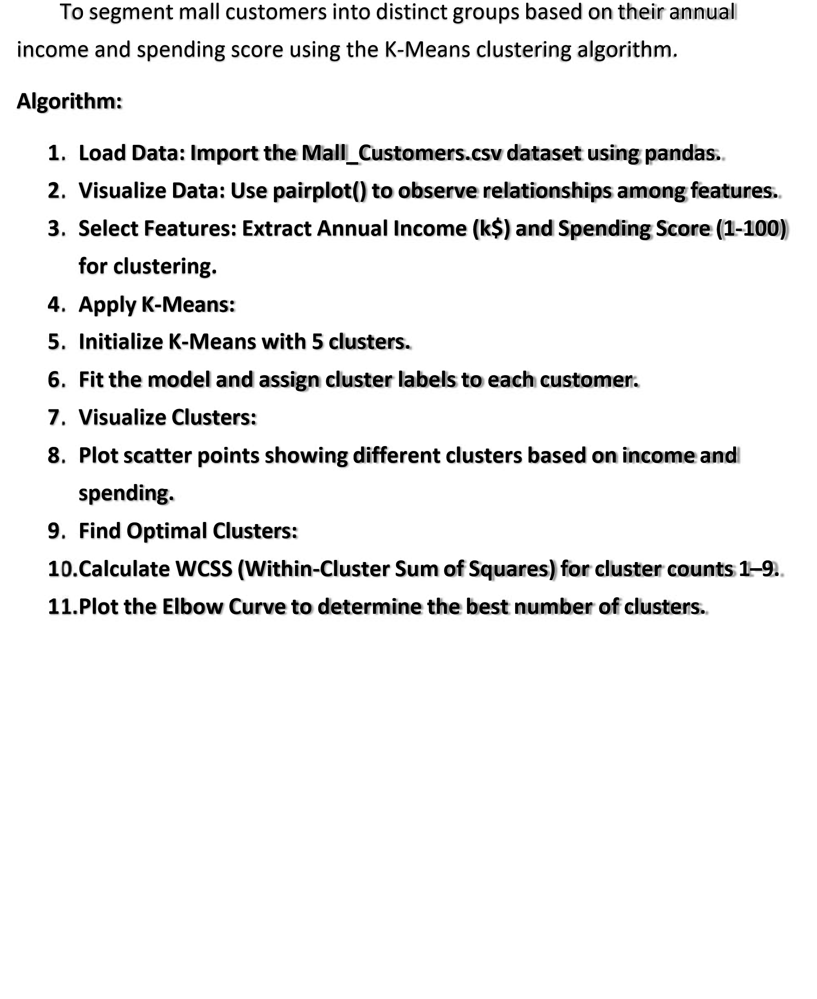 To segment mall customers into distinct groups based on their annual
income and spending score using the K-Means clustering algorithm.
Algorithm:
1. Load Data: Import the Mall_Customers.csv dataset using pandas.
2. Visualize Data: Use pairplot() to observe relationships among features.
3. Select Features: Extract Annual Income (k$) and Spending Score (1-100)
for clustering.
4. Apply K-Means:
5. Initialize K-Means with 5 clusters.
6. Fit the model and assign cluster labels to each customer.
7. Visualize Clusters:
8. Plot scatter points showing different clusters based on income and
spending.
9. Find Optimal Clusters:
10.Calculate WCSS (Within-Cluster Sum of Squares) for cluster counts 1–9.
11.Plot the Elbow Curve to determine the best number of clusters.